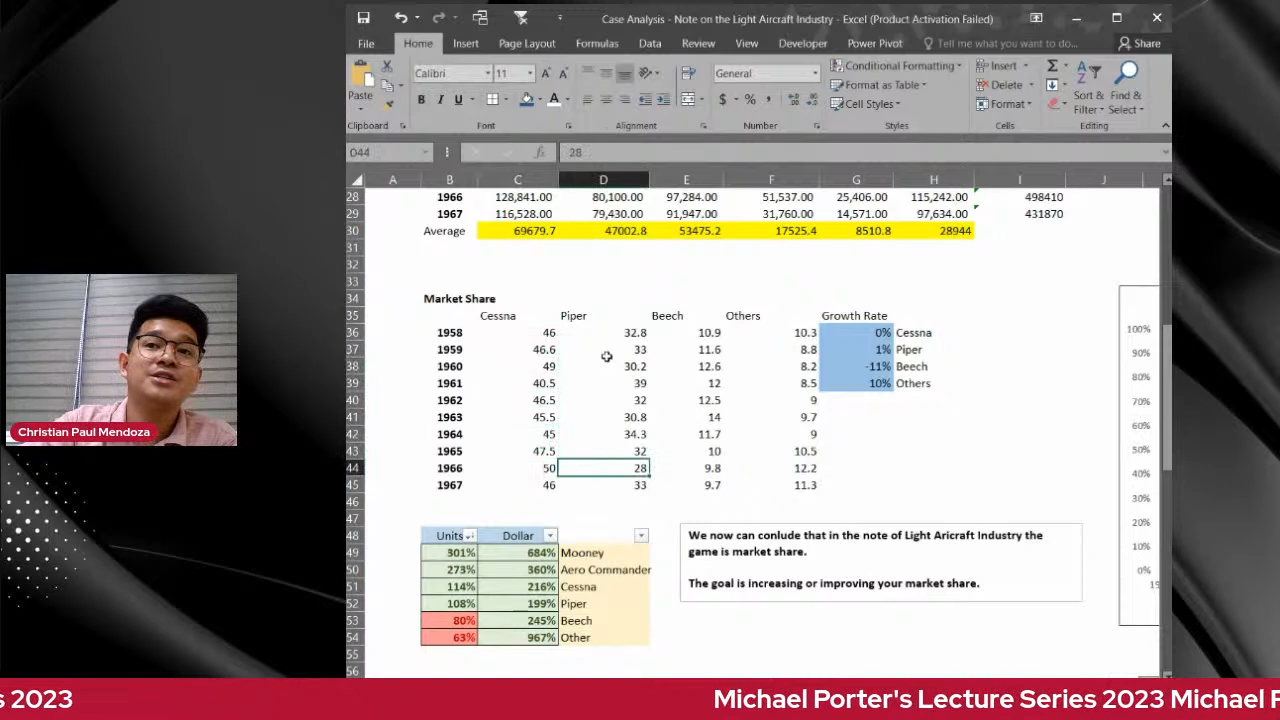 Case Analysis - Note on the Light Aircraft Industry - Excel (Product Activation Failed)
File Home Insert Page Layout Formulas Data Review View Developer Power Pivot Tell me what you want to do... Share
Paste Calibri 11 General Conditional Formatting Format as Table Cell Styles Insert Delete Format Sort & Filter Find & Select
Clipboard Font Alignment Number Styles Cells Editing
D44 fx 28
A B C D E F G H I J
28 1966 128,841.00 80,100.00 97,284.00 51,537.00 25,406.00 115,242.00 498410
29 1967 116,528.00 79,430.00 91,947.00 31,760.00 14,571.00 97,634.00 431870
30 Average 69679.7 47002.8 53475.2 17525.4 8510.8 28944
31
32
33
34 Market Share
35 Cessna Piper Beech Others Growth Rate
36 1958 46 32.8 10.9 10.3 0% Cessna
37 1959 46.6 33 11.6 8.8 1% Piper
38 1960 49 30.2 12.6 8.2 -11% Beech
39 1961 40.5 39 12 8.5 10% Others
40 1962 46.5 32 12.5 9
41 1963 45.5 30.8 14 9.7
42 1964 45 34.3 11.7 9
43 1965 47.5 32 10 10.5
44 1966 50 28 9.8 12.2
45 1967 46 33 9.7 11.3
46
47
48 Units Dollar
49 301% 684% Mooney
50 273% 360% Aero Commander
51 114% 216% Cessna
52 108% 199% Piper
53 80% 245% Beech
54 63% 967% Other
55
56
We now can conlude that in the note of Light Aricraft Industry the
game is market share.
The goal is increasing or improving your market share.
100%
90%
80%
70%
60%
50%
40%
30%
20%
10%
0%
Christian Paul Mendoza
s 2023 Michael Porter's Lecture Series 2023 Michael P